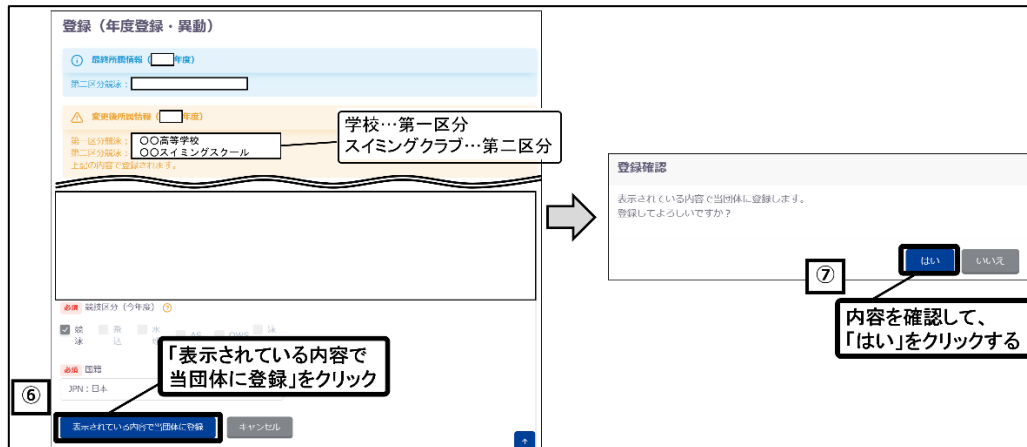 登録（年度登録・異動）
最終所属情報（ 年度）
第二区分競泳：
変更後所属情報（ 年度）
第一区分競泳： 〇〇高等学校
第二区分競泳： 〇〇スイミングスクール
上記の内容で登録されます。
学校…第一区分
スイミングクラブ…第二区分
必須 競技区分（今年度）
競泳
飛込
水
AS
OWS
泳
必須 国籍
JPN：日本
「表示されている内容で
当団体に登録」をクリック
⑥
表示されている内容で当団体に登録
キャンセル
登録確認
表示されている内容で当団体に登録します。
登録してよろしいですか？
はい
いいえ
⑦
内容を確認して、
「はい」をクリックする